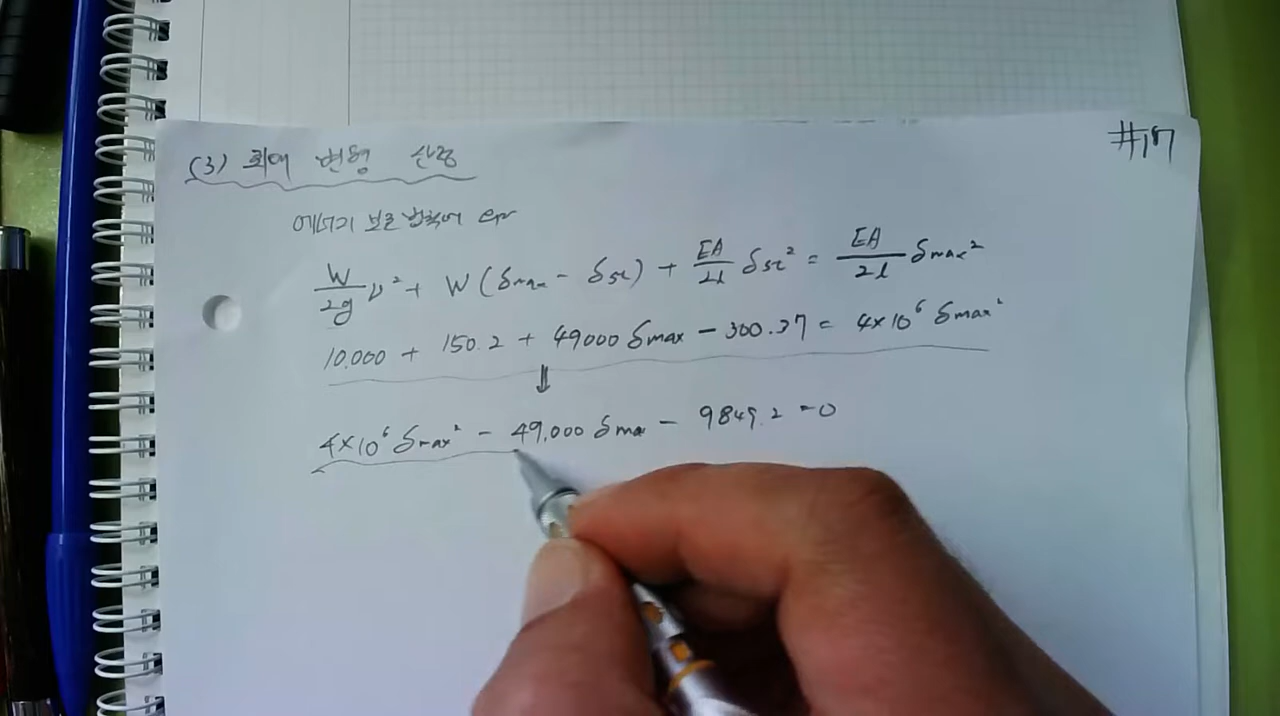 #17
(3) 최대 변형 산정
에너지 보존 법칙에 의해
W/2g v² + W(δmax - δst) + EA/2l δst² = EA/2l δmax²
10.000 + 150.2 + 49000 δmax - 300.37 = 4×10⁶ δmax²
⇓
4×10⁶ δmax² - 49.000 δmax - 9849.2 = 0